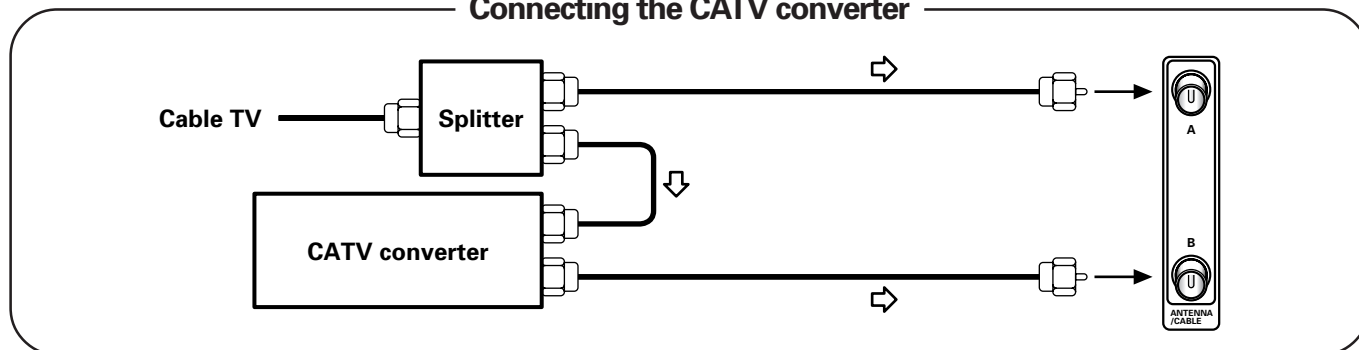 Connecting the CATV converter
Cable TV
Splitter
A
CATV converter
B
ANTENNA
/CABLE